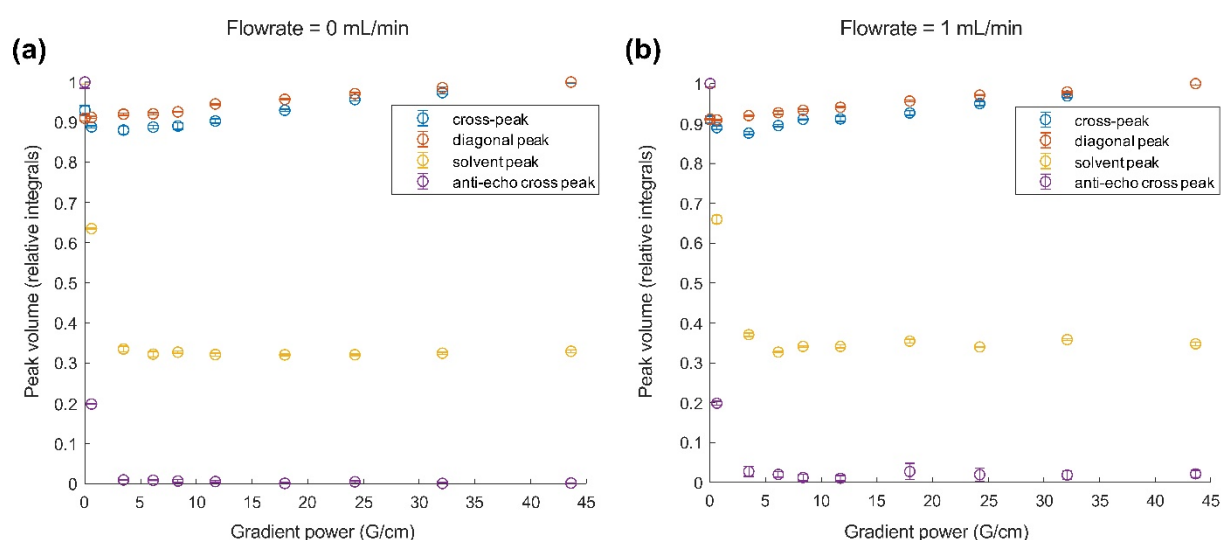 Flowrate = 0 mL/min
(a)
1
0.9
0.8
0.7
0.6
0.5
0.4
0.3
0.2
0.1
0
Peak volume (relative integrals)
cross-peak
diagonal peak
solvent peak
anti-echo cross peak
0 5 10 15 20 25 30 35 40 45
Gradient power (G/cm)
Flowrate = 1 mL/min
(b)
1
0.9
0.8
0.7
0.6
0.5
0.4
0.3
0.2
0.1
0
Peak volume (relative integrals)
cross-peak
diagonal peak
solvent peak
anti-echo cross peak
0 5 10 15 20 25 30 35 40 45
Gradient power (G/cm)